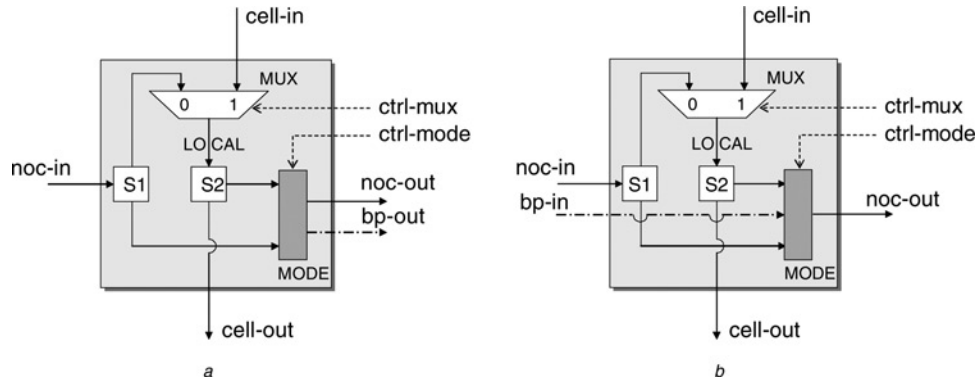 cell-in
MUX
0 1
ctrl-mux
ctrl-mode
LOCAL
noc-in
S1
S2
noc-out
bp-out
MODE
cell-out
a
cell-in
MUX
0 1
ctrl-mux
ctrl-mode
LOCAL
noc-in
S1
S2
bp-in
noc-out
MODE
cell-out
b